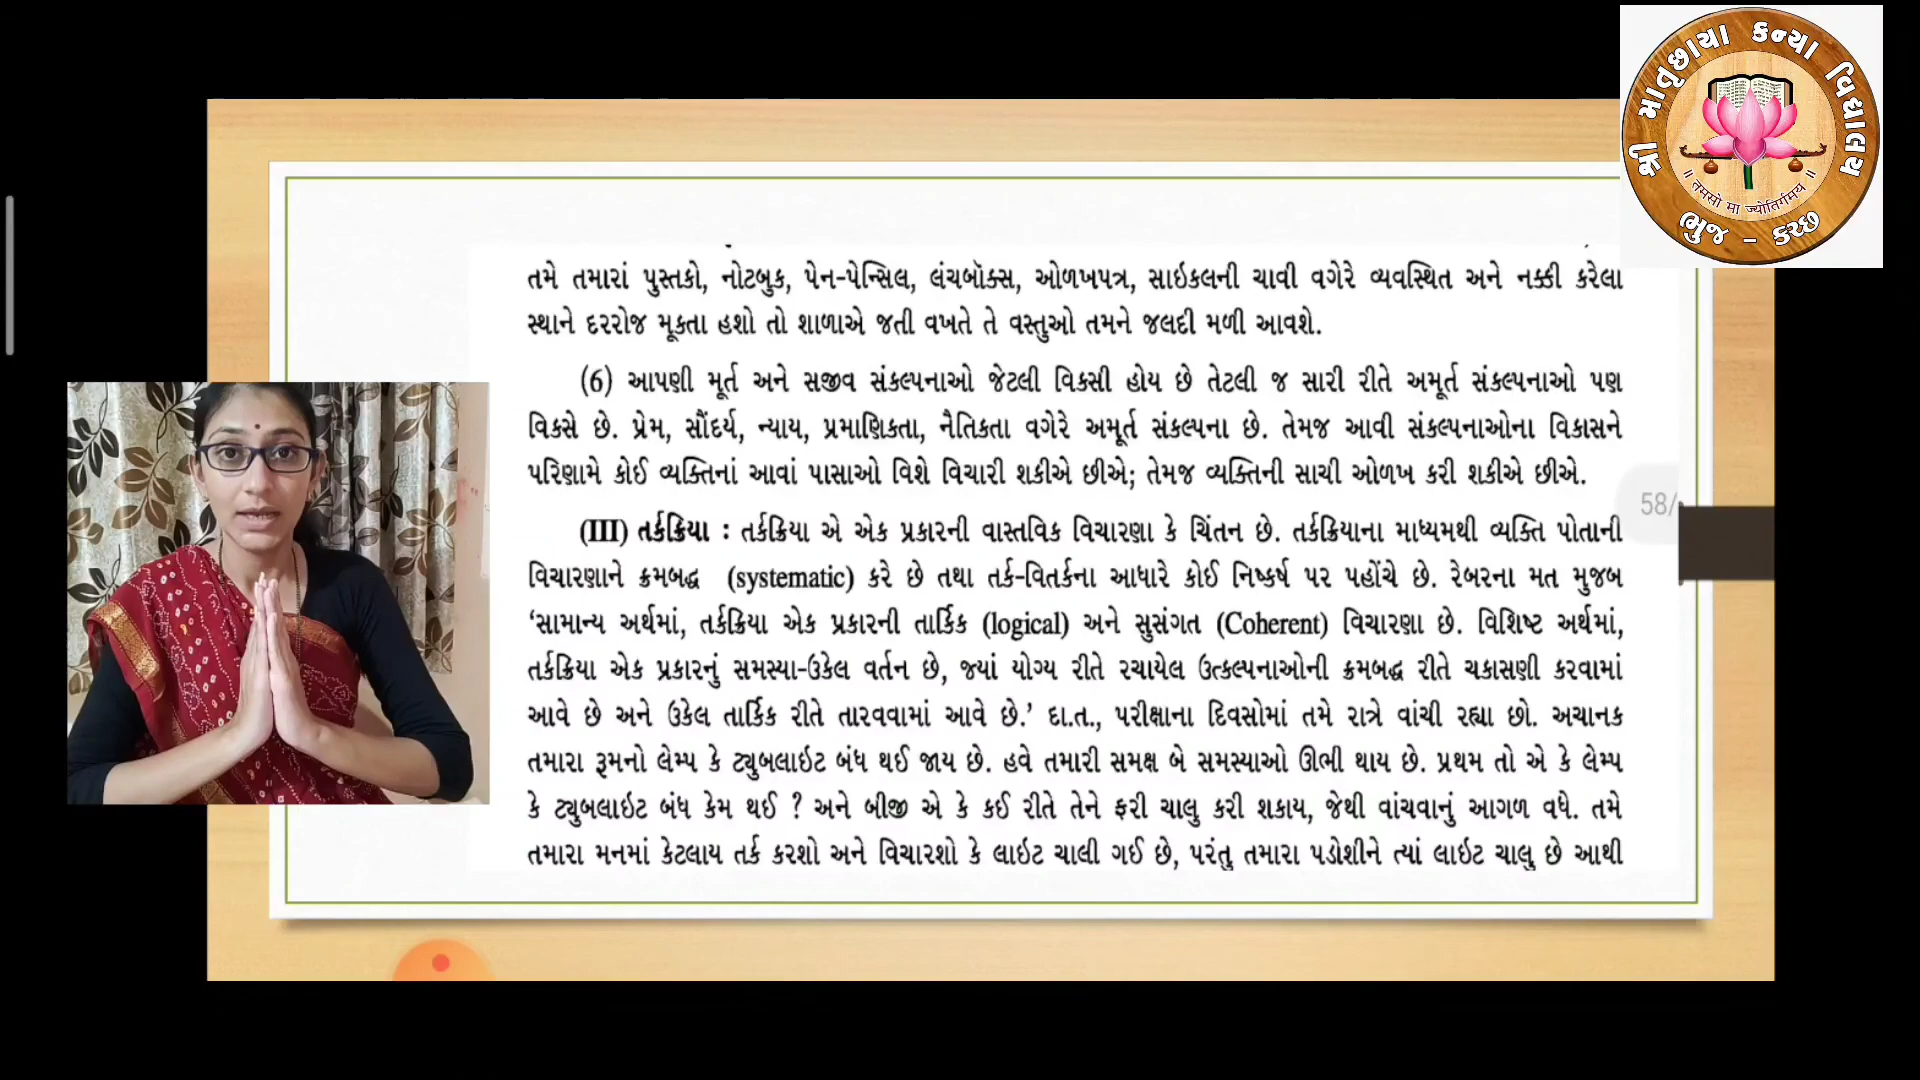 શ્રી માતૃછાયા કન્યા વિદ્યાલય
॥ તમસો મા જ્યોતિર્ગમય ॥
ભુજ - કચ્છ
તમે તમારાં પુસ્તકો, નોટબુક, પેન-પેન્સિલ, લંચબૉક્સ, ઓળખપત્ર, સાઇકલની ચાવી વગેરે વ્યવસ્થિત અને નક્કી કરેલા
સ્થાને દરરોજ મૂકતા હશો તો શાળાએ જતી વખતે તે વસ્તુઓ તમને જલદી મળી આવશે.
(6) આપણી મૂર્ત અને સજીવ સંકલ્પનાઓ જેટલી વિકસી હોય છે તેટલી જ સારી રીતે અમૂર્ત સંકલ્પનાઓ પણ
વિકસે છે. પ્રેમ, સૌંદર્ય, ન્યાય, પ્રમાણિકતા, નૈતિકતા વગેરે અમૂર્ત સંકલ્પના છે. તેમજ આવી સંકલ્પનાઓના વિકાસને
પરિણામે કોઈ વ્યક્તિનાં આવાં પાસાઓ વિશે વિચારી શકીએ છીએ; તેમજ વ્યક્તિની સાચી ઓળખ કરી શકીએ છીએ.
58/
(III) તર્કક્રિયા : તર્કક્રિયા એ એક પ્રકારની વાસ્તવિક વિચારણા કે ચિંતન છે. તર્કક્રિયાના માધ્યમથી વ્યક્તિ પોતાની
વિચારણાને ક્રમબદ્ધ (systematic) કરે છે તથા તર્ક-વિતર્કના આધારે કોઈ નિષ્કર્ષ પર પહોંચે છે. રેબરના મત મુજબ
‘સામાન્ય અર્થમાં, તર્કક્રિયા એક પ્રકારની તાર્કિક (logical) અને સુસંગત (Coherent) વિચારણા છે. વિશિષ્ટ અર્થમાં,
તર્કક્રિયા એક પ્રકારનું સમસ્યા-ઉકેલ વર્તન છે, જ્યાં યોગ્ય રીતે રચાયેલ ઉત્કલ્પનાઓની ક્રમબદ્ધ રીતે ચકાસણી કરવામાં
આવે છે અને ઉકેલ તાર્કિક રીતે તારવવામાં આવે છે.’ દા.ત., પરીક્ષાના દિવસોમાં તમે રાત્રે વાંચી રહ્યા છો. અચાનક
તમારા રૂમનો લેમ્પ કે ટ્યુબલાઇટ બંધ થઈ જાય છે. હવે તમારી સમક્ષ બે સમસ્યાઓ ઊભી થાય છે. પ્રથમ તો એ કે લેમ્પ
કે ટ્યુબલાઇટ બંધ કેમ થઈ ? અને બીજી એ કે કઈ રીતે તેને ફરી ચાલુ કરી શકાય, જેથી વાંચવાનું આગળ વધે. તમે
તમારા મનમાં કેટલાય તર્ક કરશો અને વિચારશો કે લાઇટ ચાલી ગઈ છે, પરંતુ તમારા પડોશીને ત્યાં લાઇટ ચાલુ છે આથી